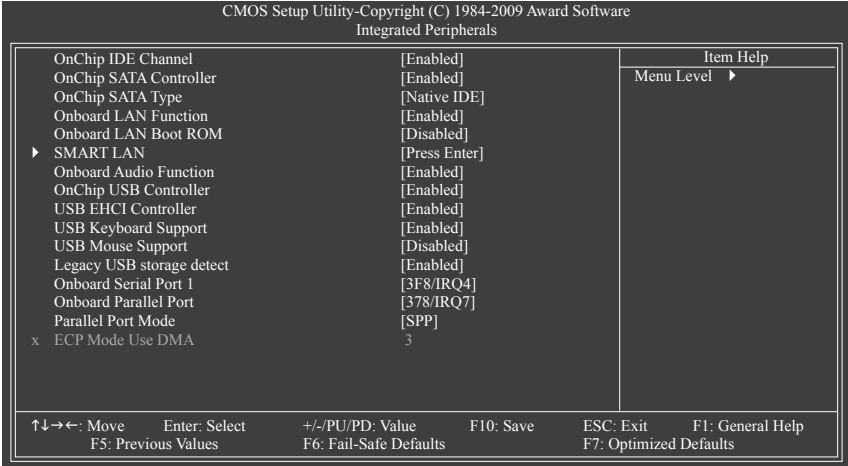 CMOS Setup Utility-Copyright (C) 1984-2009 Award Software
Integrated Peripherals
OnChip IDE Channel [Enabled]
OnChip SATA Controller [Enabled]
OnChip SATA Type [Native IDE]
Onboard LAN Function [Enabled]
Onboard LAN Boot ROM [Disabled]
SMART LAN [Press Enter]
Onboard Audio Function [Enabled]
OnChip USB Controller [Enabled]
USB EHCI Controller [Enabled]
USB Keyboard Support [Enabled]
USB Mouse Support [Disabled]
Legacy USB storage detect [Enabled]
Onboard Serial Port 1 [3F8/IRQ4]
Onboard Parallel Port [378/IRQ7]
Parallel Port Mode [SPP]
x ECP Mode Use DMA 3
Item Help
Menu Level ▶
↑↓→←: Move Enter: Select +/-/PU/PD: Value F10: Save ESC: Exit F1: General Help
F5: Previous Values F6: Fail-Safe Defaults F7: Optimized Defaults